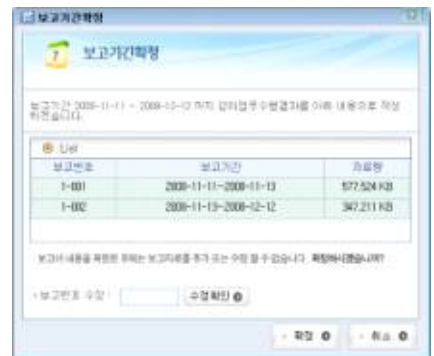 보고기간확정
보고기간확정
보고기간 2008-11-11 ~ 2008-12-12 까지 감리업무수행결과를 아래 내용으로 작성
하겠습니다.
List
보고번호 보고기간 자료량
1-001 2008-11-11~2008-11-13 577.524 KB
1-002 2008-11-13~2008-12-12 347.211 KB
보고서 내용을 확정한 후에는 보고자료를 추가 또는 수정 할 수 없습니다. 확정하시겠습니까?
보고번호 수정 : 수정확인
확정 취소